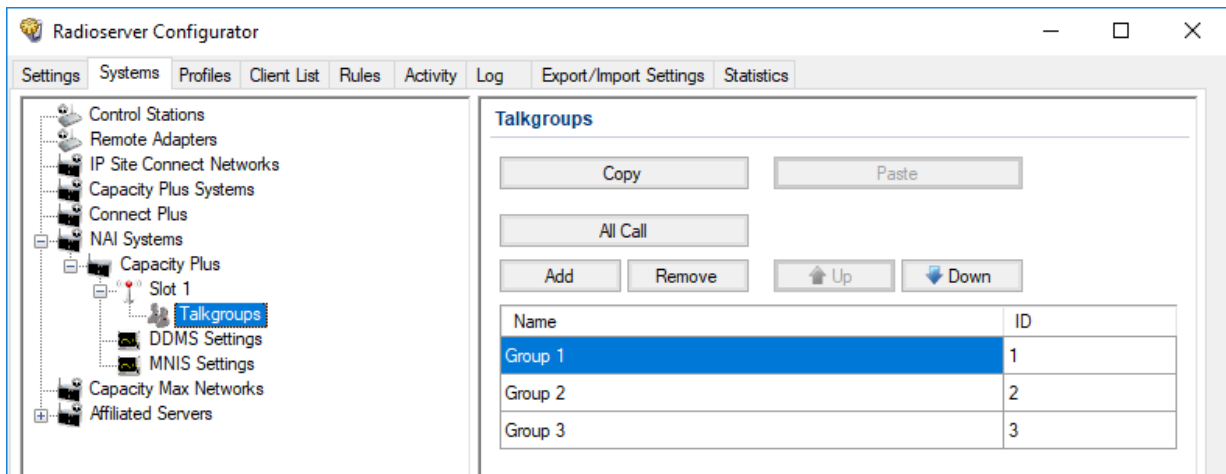 Radioserver Configurator
Settings Systems Profiles Client List Rules Activity Log Export/Import Settings Statistics
Control Stations
Remote Adapters
IP Site Connect Networks
Capacity Plus Systems
Connect Plus
NAI Systems
Capacity Plus
Slot 1
Talkgroups
DDMS Settings
MNIS Settings
Capacity Max Networks
Affiliated Servers
Talkgroups
Copy Paste
All Call
Add Remove Up Down
Name ID
Group 1 1
Group 2 2
Group 3 3